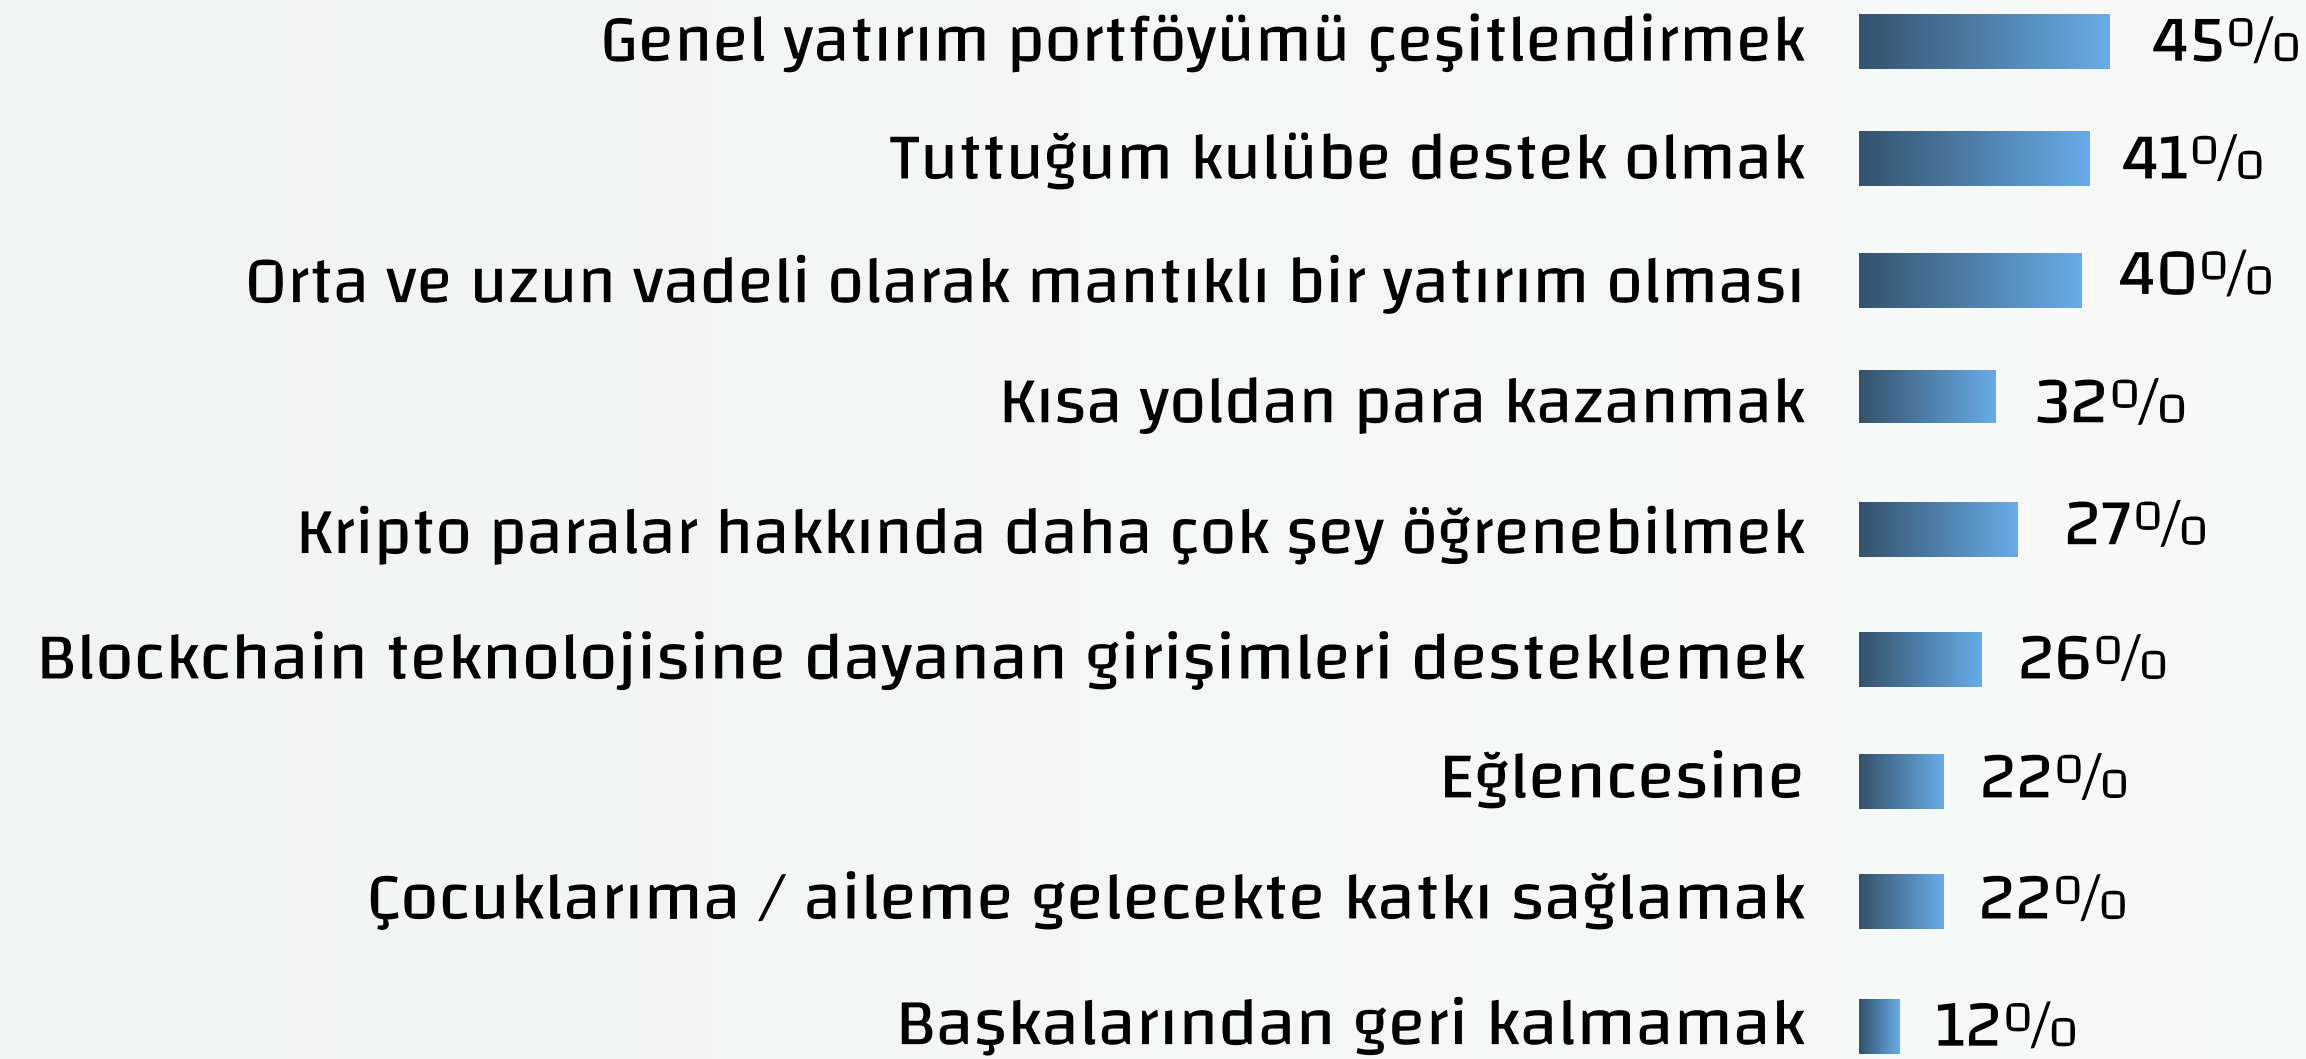 Genel yatırım portföyümü çeşitlendirmek 45%
Tuttuğum kulübe destek olmak 41%
Orta ve uzun vadeli olarak mantıklı bir yatırım olması 40%
Kısa yoldan para kazanmak 32%
Kripto paralar hakkında daha çok şey öğrenebilmek 27%
Blockchain teknolojisine dayanan girişimleri desteklemek 26%
Eğlencesine 22%
Çocuklarıma / aileme gelecekte katkı sağlamak 22%
Başkalarından geri kalmamak 12%